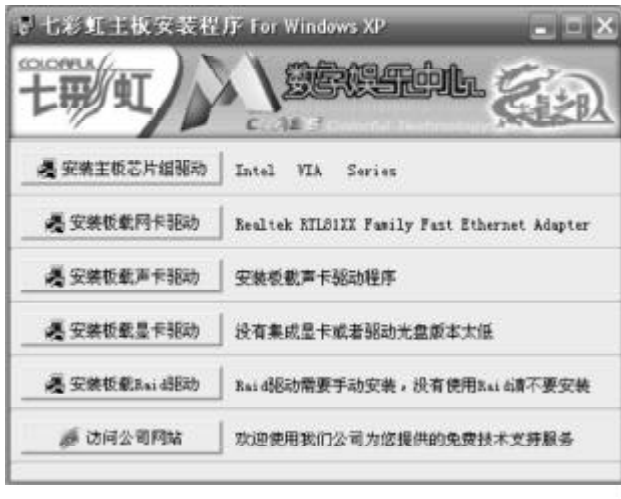 七彩虹主板安装程序 For Windows XP
COLORFUL
七彩虹
数字娱乐中心
安装主板芯片组驱动 Intel VIA Series
安装板载网卡驱动 Realtek RTL81XX Family Fast Ethernet Adapter
安装板载声卡驱动 安装板载声卡驱动程序
安装板载显卡驱动 没有集成显卡或者驱动光盘版本太低
安装板载Raid驱动 Raid驱动需要手动安装，没有使用Raid请不要安装
访问公司网站 欢迎使用我们公司为您提供的免费技术支持服务